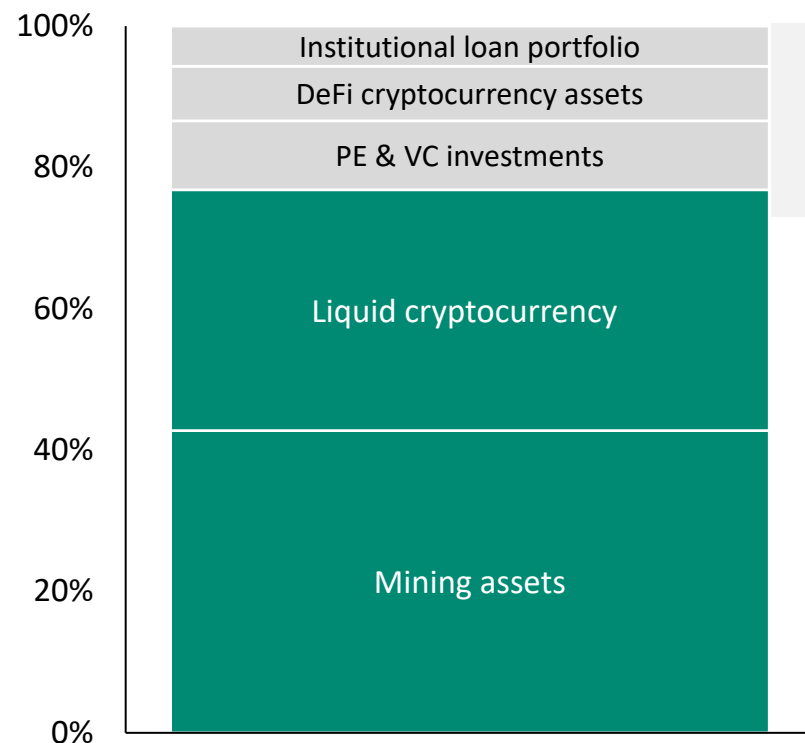 100%
Institutional loan portfolio
DeFi cryptocurrency assets
PE & VC investments
80%
Liquid cryptocurrency
60%
40%
Mining assets
20%
0%